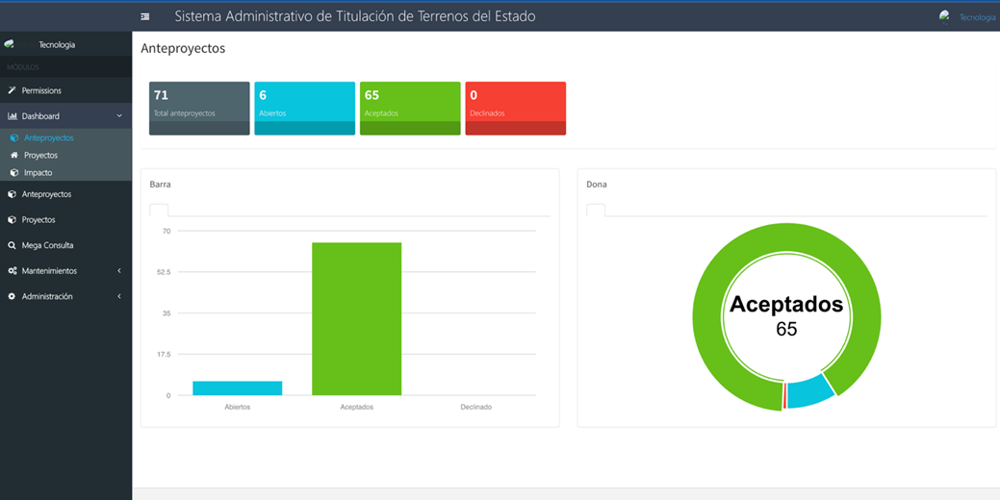 Sistema Administrativo de Titulación de Terrenos del Estado
Tecnologia
Tecnologia
MÓDULOS
Permissions
Dashboard
Anteproyectos
Proyectos
Impacto
Anteproyectos
Proyectos
Mega Consulta
Mantenimientos
Administración
Anteproyectos
71
Total anteproyectos
6
Abiertos
65
Aceptados
0
Declinados
Barra
70
52.5
35
17.5
0
Abiertos
Aceptados
Declinado
Dona
Aceptados
65